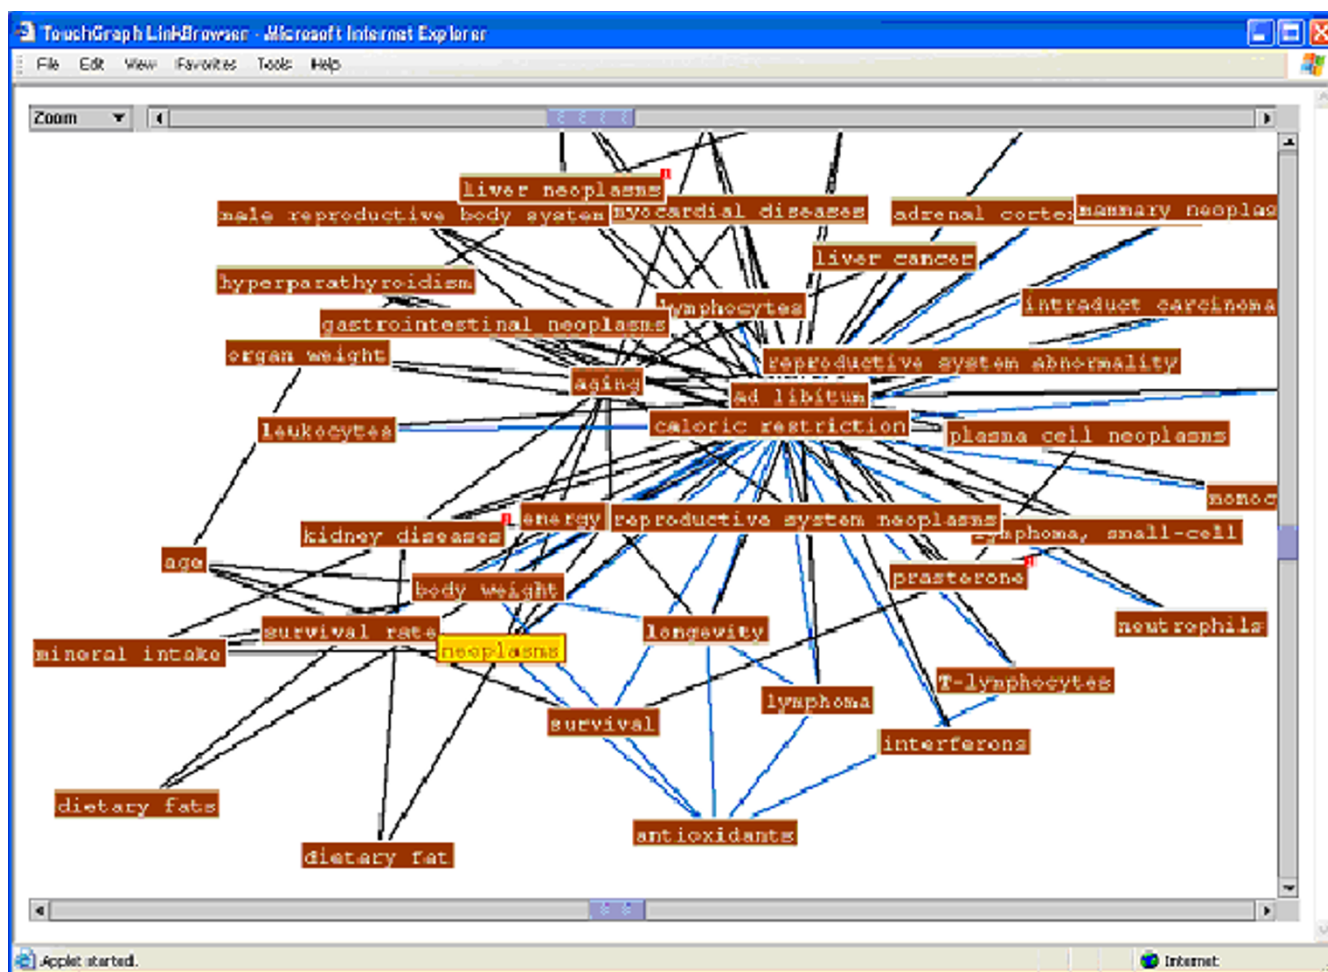 TouchGraph LinkBrowser - Microsoft Internet Explorer
File Edit View Favorites Tools Help
Zoom
liver neoplasms
male reproductive body system
myocardial diseases
adrenal cortex
mammary neoplas
liver cancer
hyperparathyroidism
lymphocytes
intraduct carcinoma
gastrointestinal neoplasms
organ weight
reproductive system abnormality
aging
ad libitum
leukocytes
caloric restriction
plasma cell neoplasms
monoc
energy
reproductive system neoplasms
lymphoma, small-cell
kidney diseases
age
prasterone
body weight
neutrophils
survival rate
longevity
mineral intake
neoplasms
T-lymphocytes
lymphoma
survival
interferons
dietary fats
antioxidants
dietary fat
Applet started.
Internet